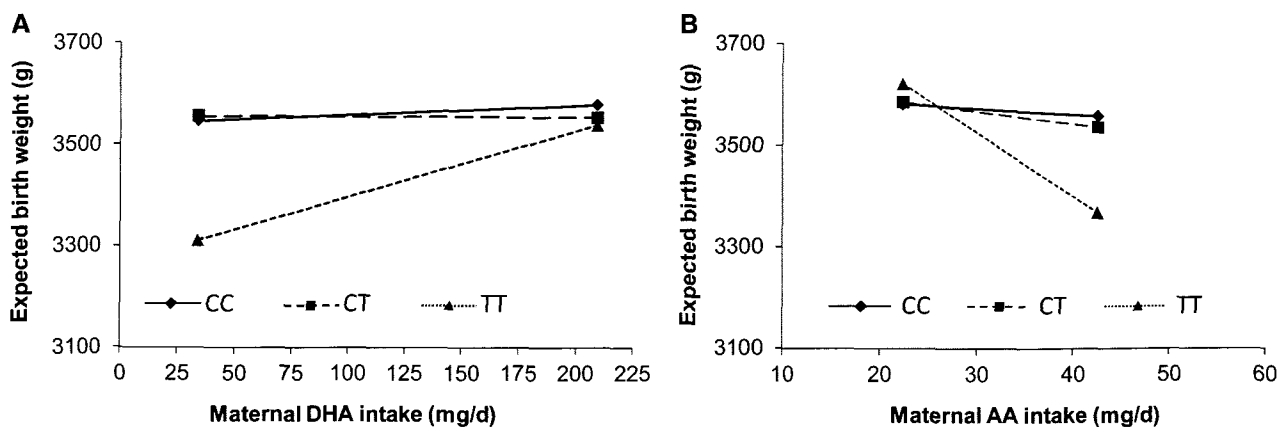 A
Expected birth weight (g)
3700
3500
3300
3100
CC CT TT
0 25 50 75 100 125 150 175 200 225
Maternal DHA intake (mg/d)
B
Expected birth weight (g)
3700
3500
3300
3100
CC CT TT
10 20 30 40 50 60
Maternal AA intake (mg/d)